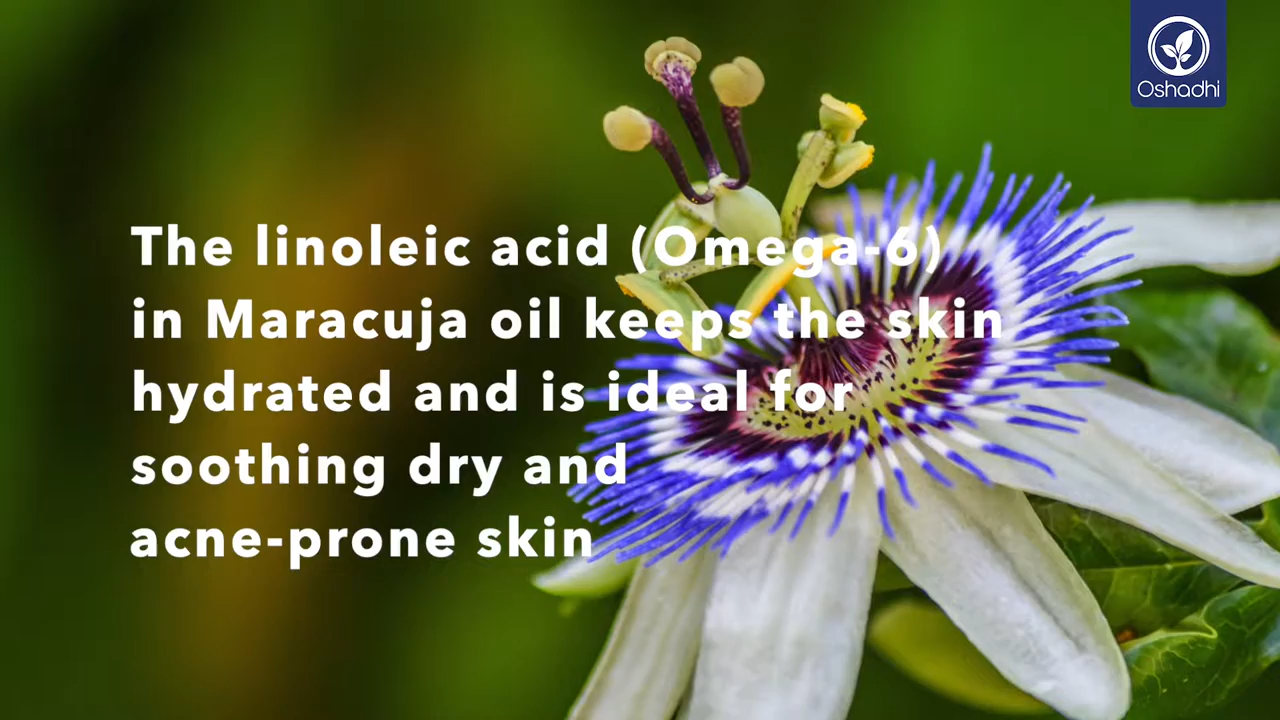 Oshadhi
The linoleic acid (Omega-6)
in Maracuja oil keeps the skin
hydrated and is ideal for
soothing dry and
acne-prone skin